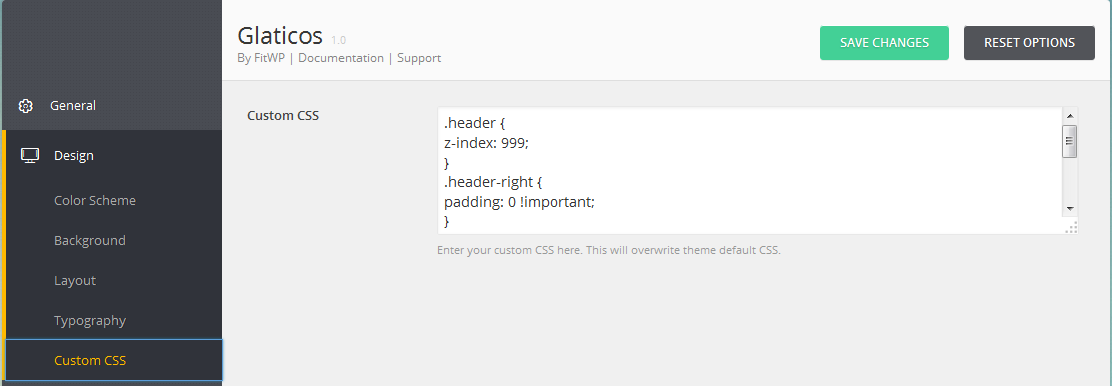 Glaticos 1.0
By FitWP | Documentation | Support
SAVE CHANGES
RESET OPTIONS
General
Design
Color Scheme
Background
Layout
Typography
Custom CSS
Custom CSS
.header {
z-index: 999;
}
.header-right {
padding: 0 !important;
}
Enter your custom CSS here. This will overwrite theme default CSS.